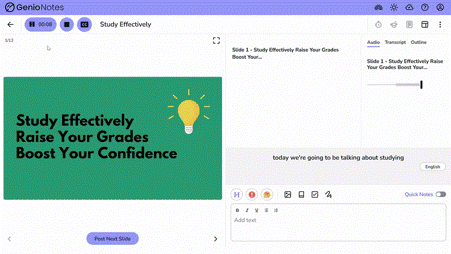 GenioNotes
00:08
Study Effectively
1/12
Study Effectively
Raise Your Grades
Boost Your Confidence
Post Next Slide
Slide 1 - Study Effectively Raise Your Grades
Boost Your...
today we're going to be talking about studying
English
Quick Notes
B I U
Add text
Audio Transcript Outline
Slide 1 - Study Effectively Raise Your
Grades Boost Your...